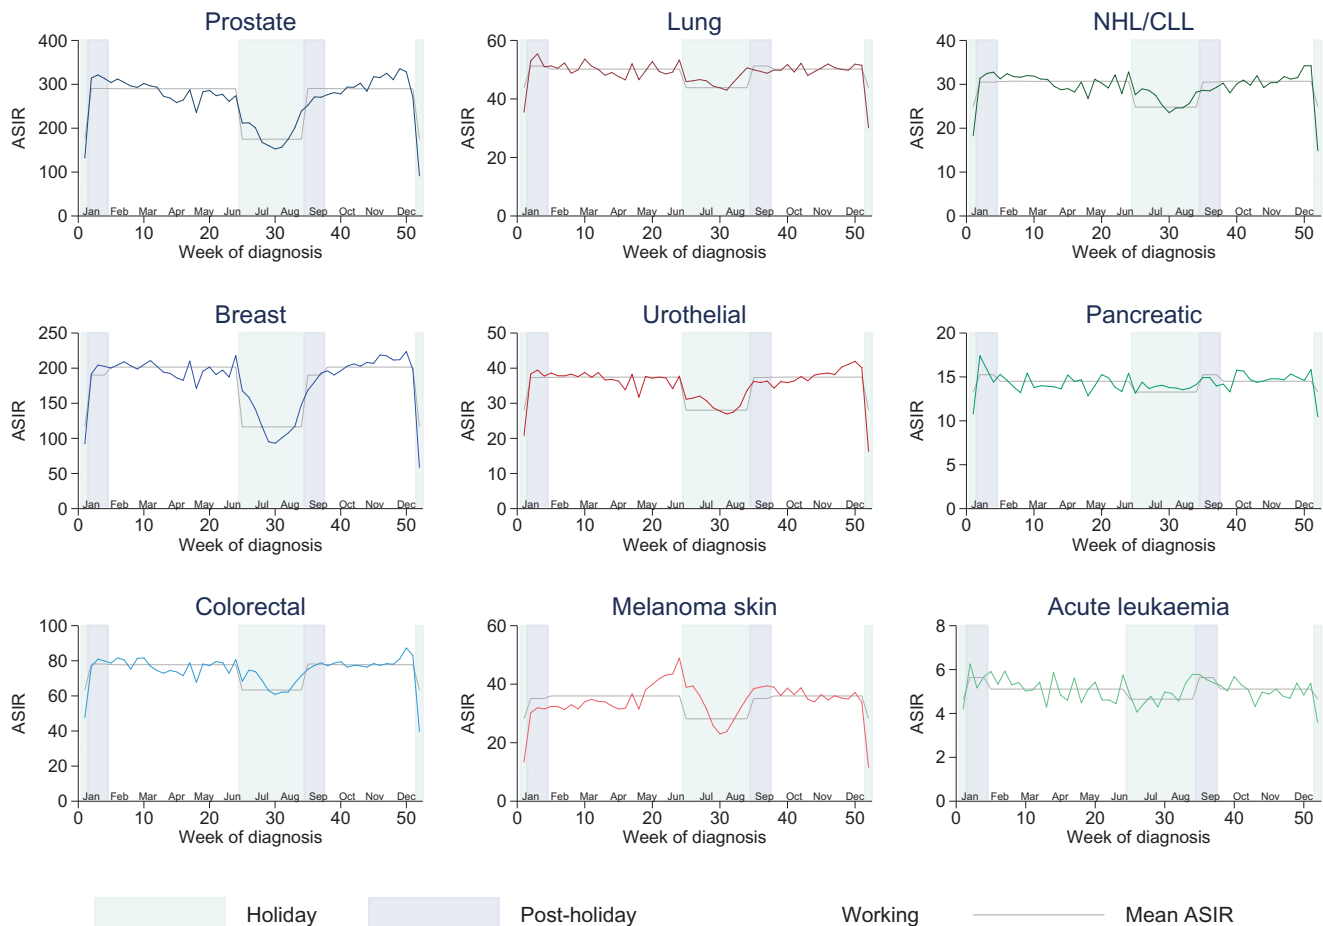 Prostate
400
300
200
100
0
ASIR
Jan Feb Mar Apr May Jun Jul Aug Sep Oct Nov Dec
0 10 20 30 40 50
Week of diagnosis
Lung
60
40
20
0
ASIR
Jan Feb Mar Apr May Jun Jul Aug Sep Oct Nov Dec
0 10 20 30 40 50
Week of diagnosis
NHL/CLL
40
30
20
10
0
ASIR
Jan Feb Mar Apr May Jun Jul Aug Sep Oct Nov Dec
0 10 20 30 40 50
Week of diagnosis
Breast
250
200
150
100
50
0
ASIR
Jan Feb Mar Apr May Jun Jul Aug Sep Oct Nov Dec
0 10 20 30 40 50
Week of diagnosis
Urothelial
50
40
30
20
10
0
ASIR
Jan Feb Mar Apr May Jun Jul Aug Sep Oct Nov Dec
0 10 20 30 40 50
Week of diagnosis
Pancreatic
20
15
10
5
0
ASIR
Jan Feb Mar Apr May Jun Jul Aug Sep Oct Nov Dec
0 10 20 30 40 50
Week of diagnosis
Colorectal
100
80
60
40
20
0
ASIR
Jan Feb Mar Apr May Jun Jul Aug Sep Oct Nov Dec
0 10 20 30 40 50
Week of diagnosis
Melanoma skin
60
40
20
0
ASIR
Jan Feb Mar Apr May Jun Jul Aug Sep Oct Nov Dec
0 10 20 30 40 50
Week of diagnosis
Acute leukaemia
8
6
4
2
0
ASIR
Jan Feb Mar Apr May Jun Jul Aug Sep Oct Nov Dec
0 10 20 30 40 50
Week of diagnosis
Holiday Post-holiday Working Mean ASIR